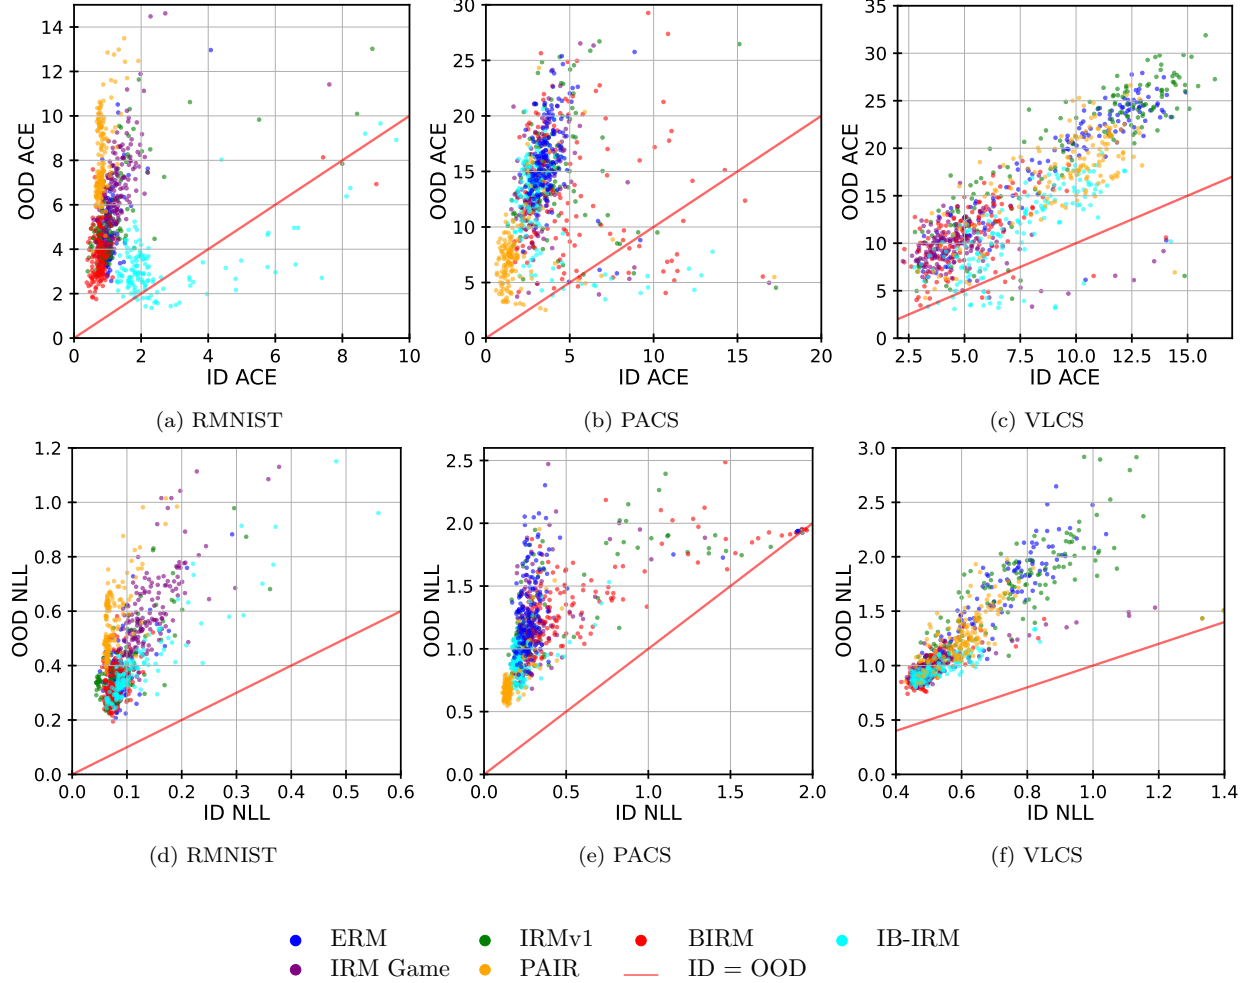 14
12
10
8
6
4
2
0
OOD ACE
0 2 4 6 8 10
ID ACE
(a) RMNIST
30
25
20
15
10
5
0
OOD ACE
0 5 10 15 20
ID ACE
(b) PACS
35
30
25
20
15
10
5
0
OOD ACE
2.5 5.0 7.5 10.0 12.5 15.0
ID ACE
(c) VLCS
1.2
1.0
0.8
0.6
0.4
0.2
0.0
OOD NLL
0.0 0.1 0.2 0.3 0.4 0.5 0.6
ID NLL
(d) RMNIST
2.5
2.0
1.5
1.0
0.5
0.0
OOD NLL
0.0 0.5 1.0 1.5 2.0
ID NLL
(e) PACS
3.0
2.5
2.0
1.5
1.0
0.5
0.0
OOD NLL
0.4 0.6 0.8 1.0 1.2 1.4
ID NLL
(f) VLCS
ERM IRMv1 BIRM IB-IRM
IRM Game PAIR ID = OOD